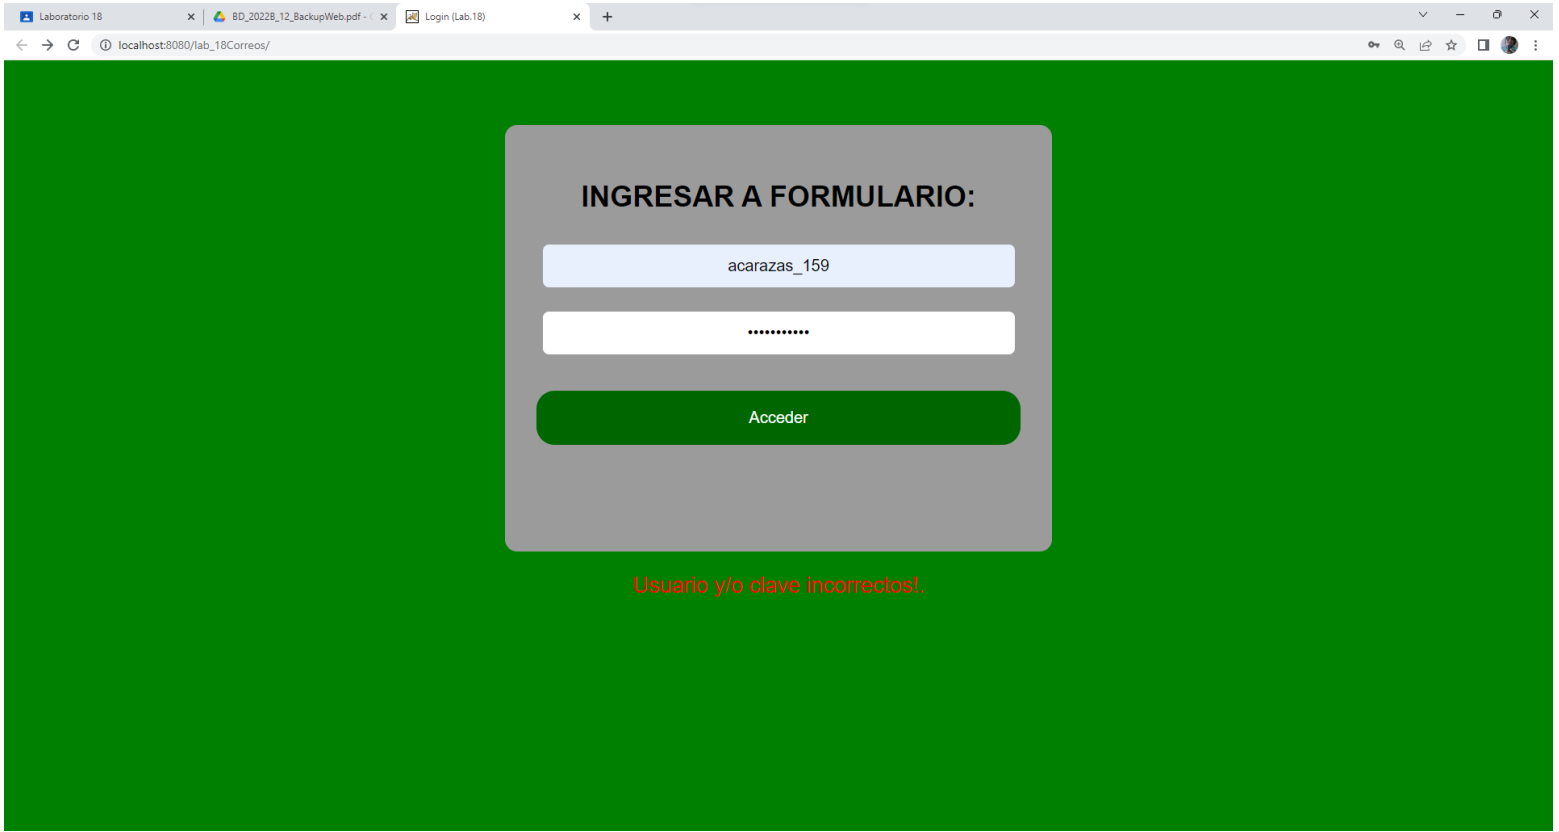 Laboratorio 18
BD_2022B_12_BackupWeb.pdf -
Login (Lab.18)
localhost:8080/lab_18Correos/
INGRESAR A FORMULARIO:
acarazas_159
•••••••••••
Acceder
Usuario y/o clave incorrectos!.